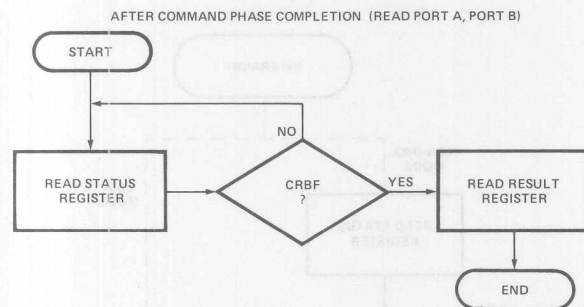 AFTER COMMAND PHASE COMPLETION (READ PORT A, PORT B)
START
NO
READ STATUS
REGISTER
CRBF
?
YES
READ RESULT
REGISTER
END